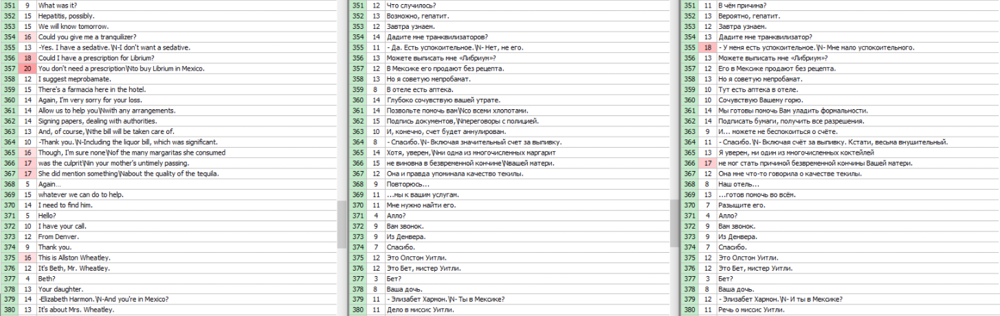 351 9 What was it?
352 15 Hepatitis, possibly.
353 15 We will know tomorrow.
354 16 Could you give me a tranquilizer?
355 13 -Yes. I have a sedative.\N-I don't want a sedative.
356 18 Could I have a prescription for Librium?
357 20 You don't need a prescription\Nto buy Librium in Mexico.
358 12 I suggest meprobamate.
359 15 There's a farmacia here in the hotel.
360 14 Again, I'm very sorry for your loss.
361 14 Allow us to help you\Nwith any arrangements.
362 14 Signing papers, dealing with authorities.
363 13 And, of course,\Nthe bill will be taken care of.
364 10 -Thank you.\N-Including the liquor bill, which was significant.
365 16 Though, I'm sure none\Nof the many margaritas she consumed
366 17 was the culprit\Nin your mother's untimely passing.
367 17 She did mention something\Nabout the quality of the tequila.
368 5 Again...
369 15 whatever we can do to help.
370 14 I need to find him.
371 5 Hello?
372 10 I have your call.
373 12 From Denver.
374 9 Thank you.
375 16 This is Allston Wheatley.
376 12 It's Beth, Mr. Wheatley.
377 4 Beth?
378 13 Your daughter.
379 14 -Elizabeth Harmon.\N-And you're in Mexico?
380 13 It's about Mrs. Wheatley.
351 12 Что случилось?
352 13 Возможно, гепатит.
353 12 Завтра узнаем.
354 14 Дадите мне транквилизаторов?
355 11 - Да. Есть успокоительное.\N- Нет, не его.
356 13 Можете выписать мне «Либриум»?
357 12 В Мексике его продают без рецепта.
358 13 Но я советую мепробамат.
359 8 В отеле есть аптека.
360 14 Глубоко сочувствую вашей утрате.
361 14 Позвольте помочь вам\Nсо всеми хлопотами.
362 15 Подпись документов,\Nпереговоры с полицией.
363 10 И, конечно, счет будет аннулирован.
364 8 - Спасибо.\N- Включая значительный счет за выпивку.
365 14 Хотя, уверен,\Nни одна из многочисленных маргарит
366 15 не виновна в безвременной кончине\Nвашей матери.
367 12 Она и правда упоминала качество текилы.
368 9 Повторюсь...
369 11 ...мы к вашим услугам.
370 11 Мне нужно найти его.
371 4 Алло?
372 9 Вам звонок.
373 9 Из Денвера.
374 7 Спасибо.
375 12 Это Олстон Уитли.
376 12 Это Бет, мистер Уитли.
377 3 Бет?
378 8 Ваша дочь.
379 11 - Элизабет Хармон.\N- Ты в Мексике?
380 11 Дело в миссис Уитли.
351 11 В чём причина?
352 13 Вероятно, гепатит.
353 12 Завтра узнаем.
354 13 Дадите мне транквилизатор?
355 18 - У меня есть успокоительное.\N- Мне мало успокоительного.
356 13 Можете выписать мне «Либриум»?
357 12 Его в Мексике продают без рецепта.
358 13 Но я советую мепробамат.
359 10 Тут есть аптека в отеле.
360 10 Сочувствую Вашему горю.
361 14 Мы готовы помочь Вам уладить формальности.
362 14 Подписать бумаги, получить все разрешения.
363 9 И... можете не беспокоиться о счёте.
364 11 - Спасибо.\N- Включая счёт за выпивку. Кстати, весьма внушительный.
365 13 Я уверен, ни один из многочисленных коктейлей
366 17 не мог стать причиной безвременной кончины Вашей матери.
367 12 Она мне что-то говорила о качестве текилы.
368 8 Наш отель...
369 13 ...готов помочь во всём.
370 7 Разыщите его.
371 4 Алло?
372 9 Вам звонок.
373 9 Из Денвера.
374 7 Спасибо.
375 12 Это Олстон Уитли.
376 12 Это Бет, мистер Уитли.
377 3 Бет?
378 8 Ваша дочь.
379 12 - Элизабет Хармон.\N- И ты в Мексике?
380 11 Речь о миссис Уитли.